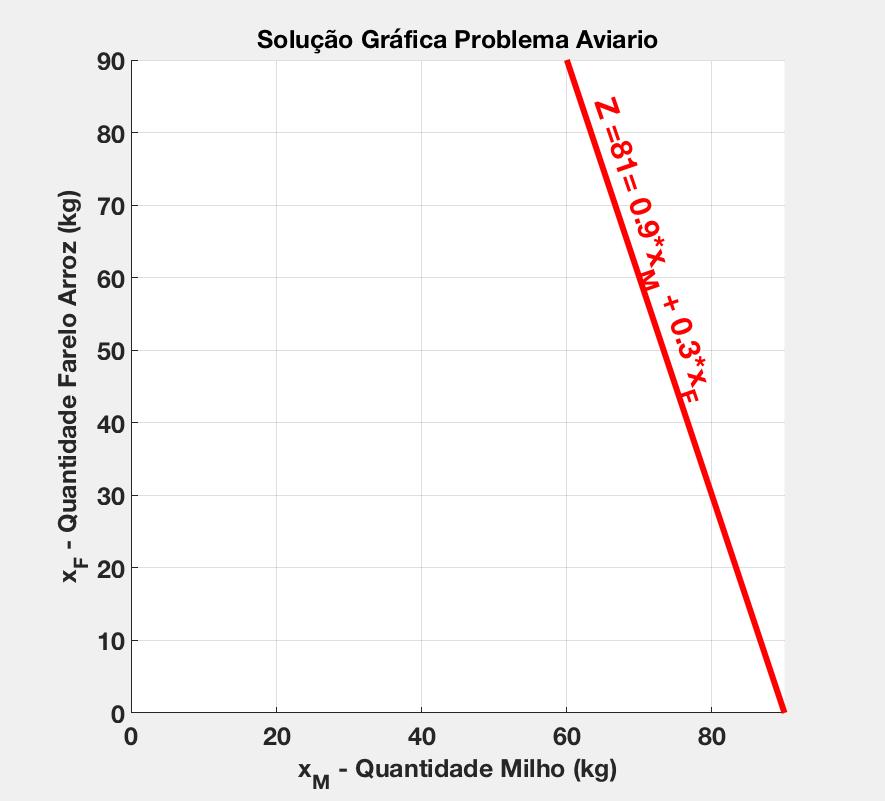 Solução Gráfica Problema Aviario
90
80
70
60
50
40
30
20
10
0
x_F - Quantidade Farelo Arroz (kg)
Z =81= 0.9*x_M + 0.3*x_F
0 20 40 60 80
x_M - Quantidade Milho (kg)